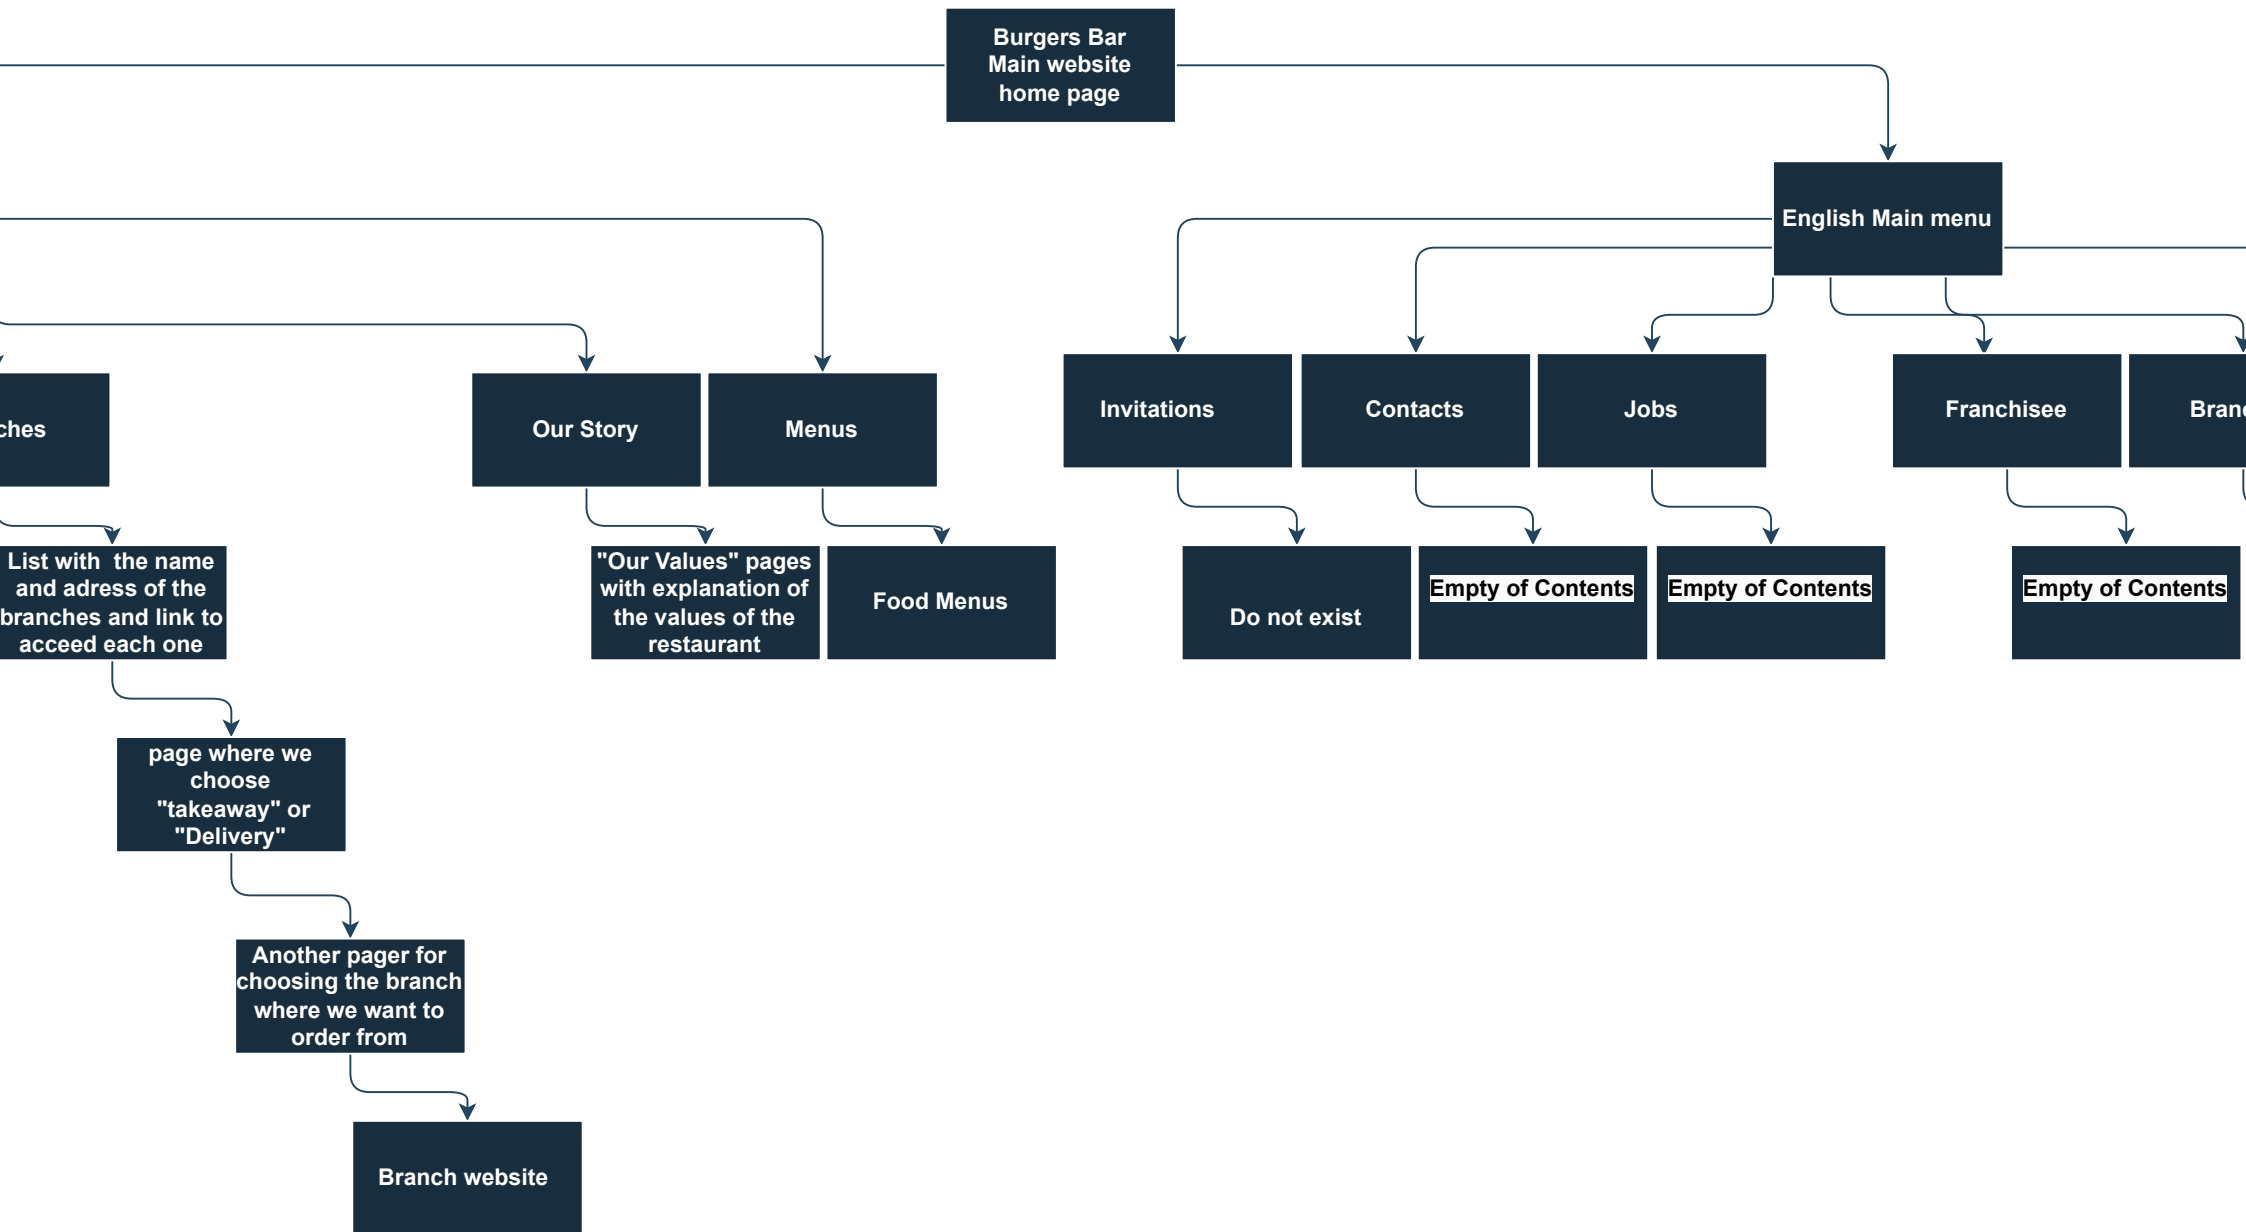 Burgers Bar
Main website
home page
English Main menu
ches
Our Story
Menus
Invitations
Contacts
Jobs
Franchisee
Branc
List with  the name
and adress of the
branches and link to
acceed each one
"Our Values" pages
with explanation of
the values of the
restaurant
Food Menus
Do not exist
Empty of Contents
Empty of Contents
Empty of Contents
page where we
choose
"takeaway" or
"Delivery"
Another pager for
choosing the branch
where we want to
order from
Branch website